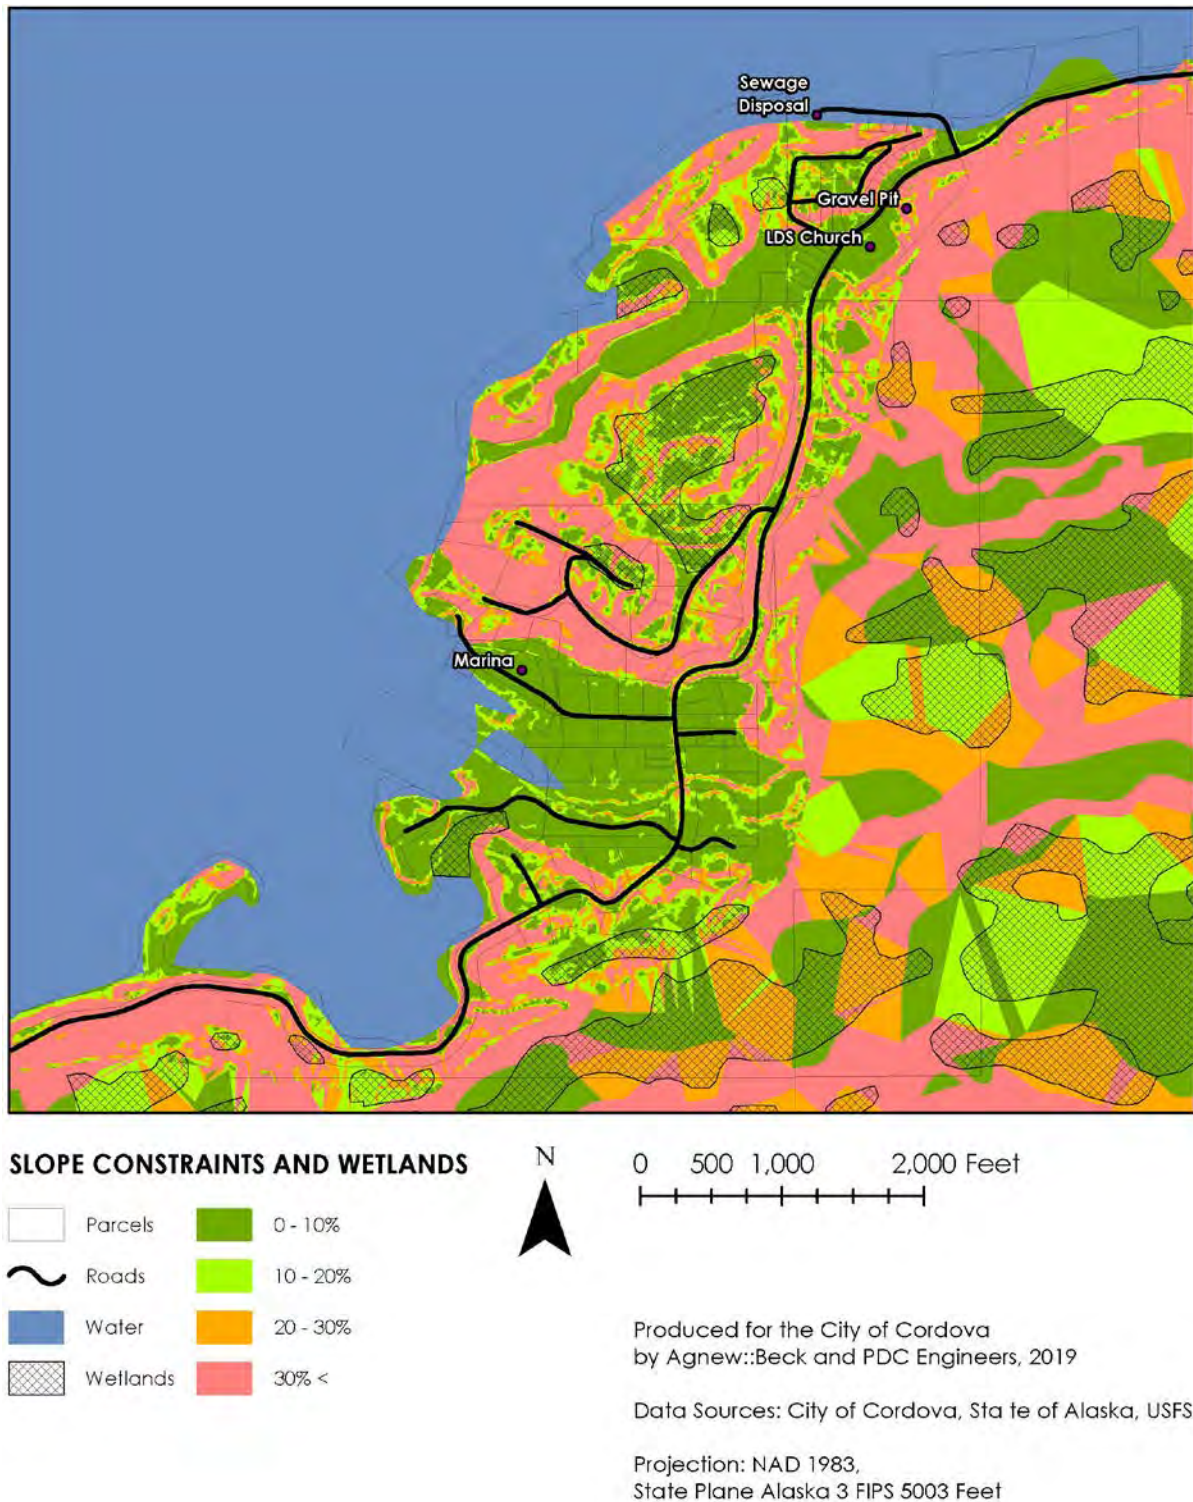 Sewage
Disposal
Gravel Pit
LDS Church
Marina
SLOPE CONSTRAINTS AND WETLANDS
N
0 500 1,000 2,000 Feet
Parcels 0 - 10%
Roads 10 - 20%
Water 20 - 30%
Wetlands 30% <
Produced for the City of Cordova
by Agnew::Beck and PDC Engineers, 2019
Data Sources: City of Cordova, Sta te of Alaska, USFS
Projection: NAD 1983,
State Plane Alaska 3 FIPS 5003 Feet